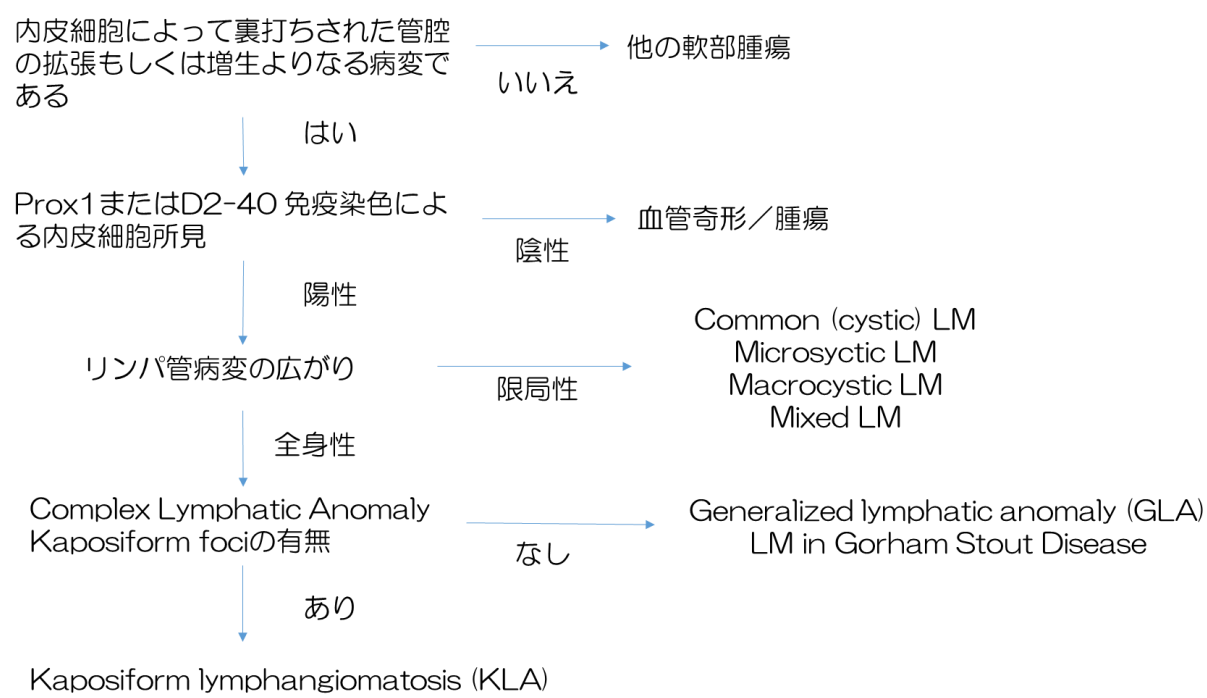 内皮細胞によって裏打ちされた管腔
の拡張もしくは増生よりなる病変で
ある
いいえ
他の軟部腫瘍
はい
Prox1またはD2-40 免疫染色によ
る内皮細胞所見
陰性
血管奇形／腫瘍
陽性
リンパ管病変の広がり
限局性
Common (cystic) LM
Microsyctic LM
Macrocystic LM
Mixed LM
全身性
Complex Lymphatic Anomaly
Kaposiform fociの有無
なし
Generalized lymphatic anomaly (GLA)
LM in Gorham Stout Disease
あり
Kaposiform lymphangiomatosis (KLA)